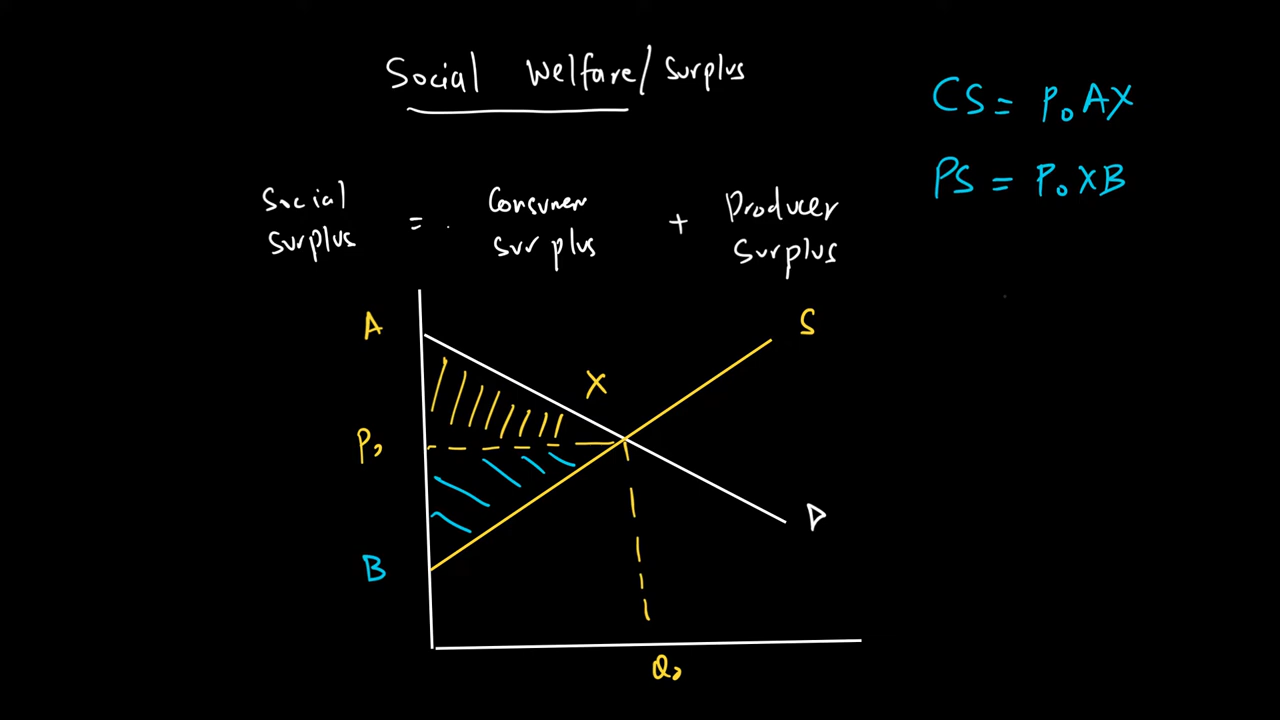 Social Welfare/Surplus
CS = P₀AX
PS = P₀XB
Social Surplus = Consumer Surplus + Producer Surplus
A
S
X
P₀
D
B
Q₀